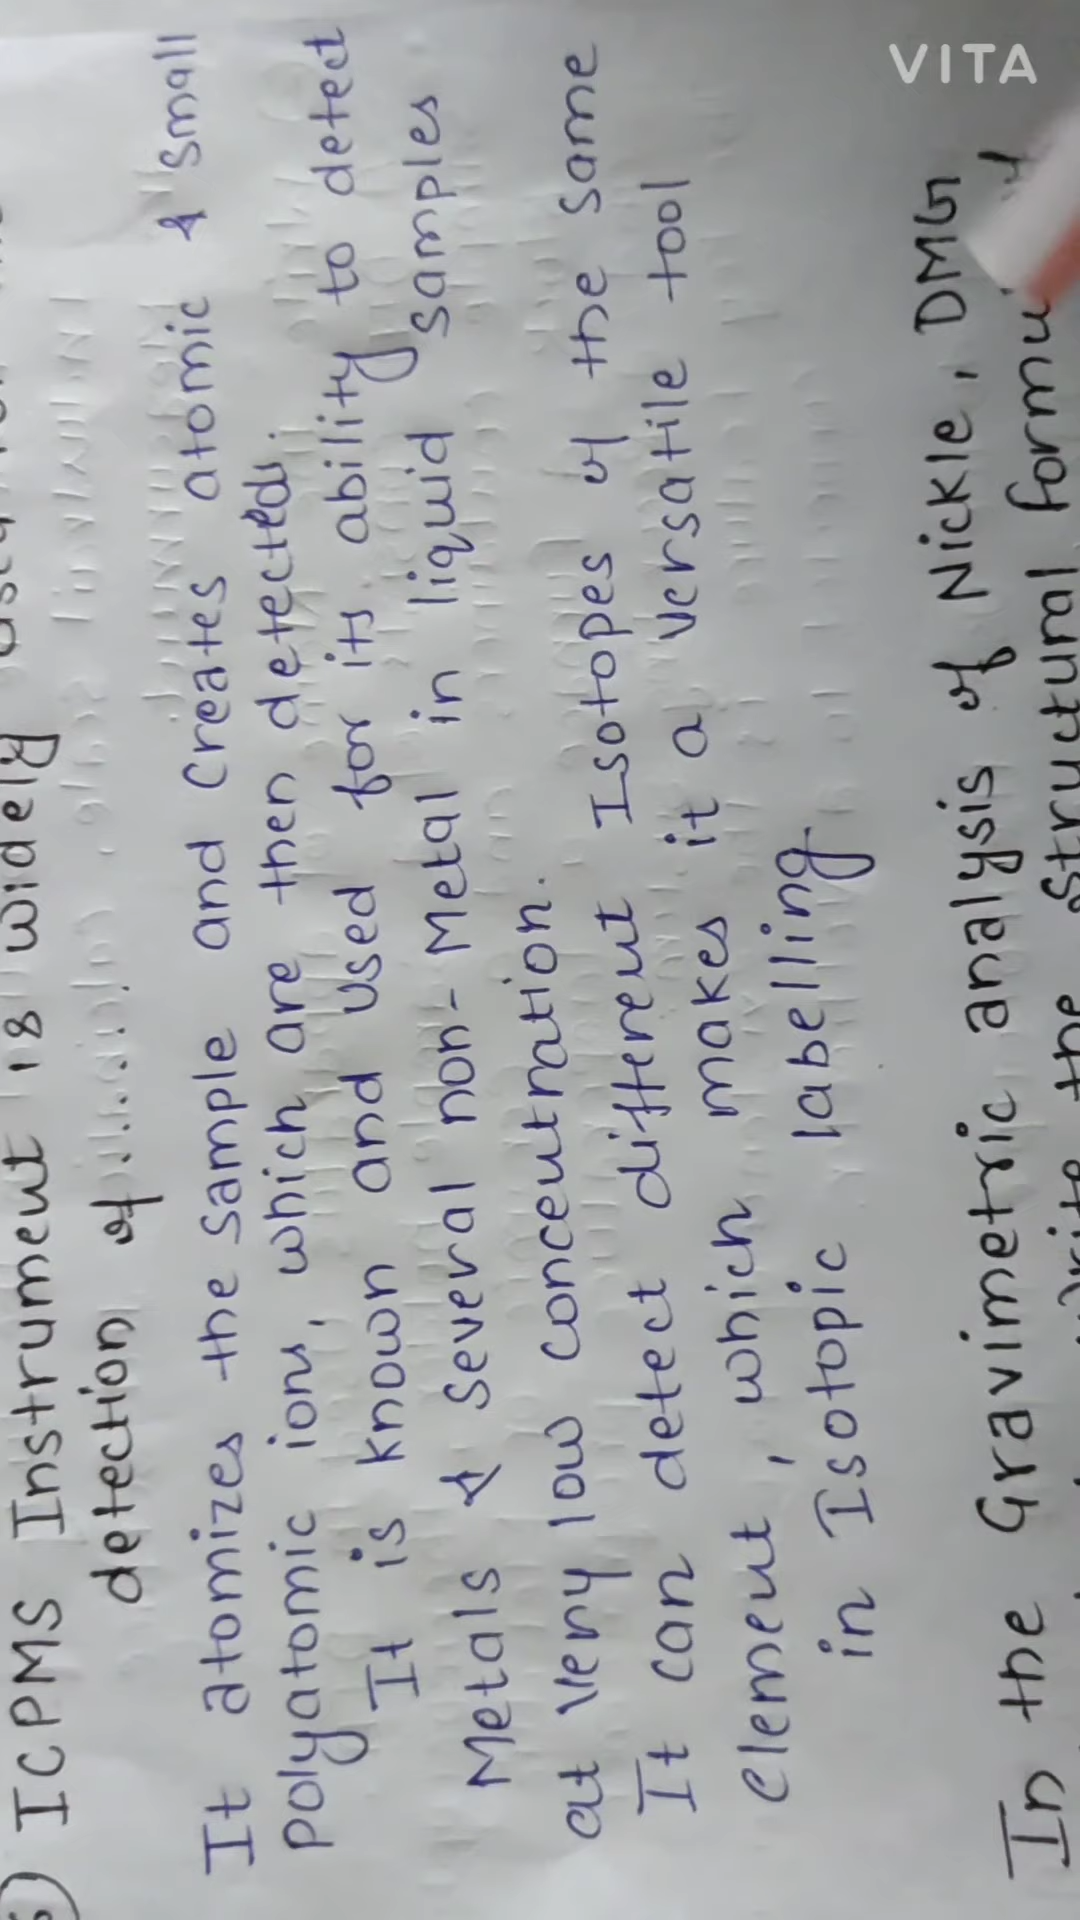 ICPMS Instrument is widely
detection of.......
It atomizes the sample and creates atomic & small
polyatomic ions, which are then detected.
It is known and used for its ability to detect
Metals & several non-Metal in liquid samples
at very low concentration.
It can detect different Isotopes of the same
element, which makes it a versatile tool
in Isotopic labelling
In the Gravimetric analysis of Nickle, DMG
the structural
VITA